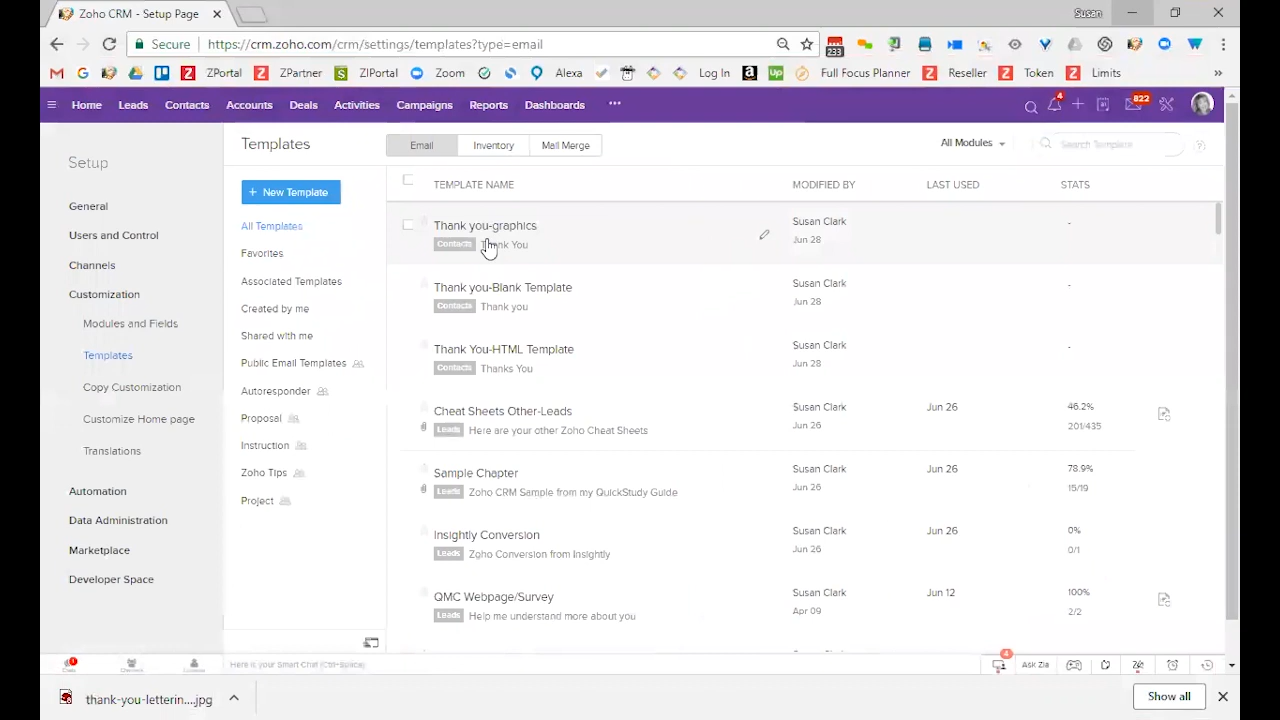 Zoho CRM - Setup Page
Susan
Secure https://crm.zoho.com/crm/settings/templates?type=email
233
ZPortal ZPartner ZIPortal Zoom Alexa Log In Full Focus Planner Reseller Token Limits »
Home Leads Contacts Accounts Deals Activities Campaigns Reports Dashboards
4
822
Setup
General
Users and Control
Channels
Customization
Modules and Fields
Templates
Copy Customization
Customize Home page
Translations
Automation
Data Administration
Marketplace
Developer Space
Templates
+ New Template
All Templates
Favorites
Associated Templates
Created by me
Shared with me
Public Email Templates
Autoresponder
Proposal
Instruction
Zoho Tips
Project
Email Inventory Mail Merge
All Modules
Search Template
TEMPLATE NAME MODIFIED BY LAST USED STATS
Thank you-graphics Susan Clark -
Contacts Thank You Jun 28
Thank you-Blank Template Susan Clark -
Contacts Thank you Jun 28
Thank You-HTML Template Susan Clark -
Contacts Thanks You Jun 28
Cheat Sheets Other-Leads Susan Clark Jun 26 46.2%
Leads Here are your other Zoho Cheat Sheets Jun 26 201/435
Sample Chapter Susan Clark Jun 26 78.9%
Leads Zoho CRM Sample from my QuickStudy Guide Jun 26 15/19
Insightly Conversion Susan Clark Jun 26 0%
Leads Zoho Conversion from Insightly Jun 26 0/1
QMC Webpage/Survey Susan Clark Jun 12 100%
Leads Help me understand more about you Apr 09 2/2
Here is your Smart Chat (Ctrl+Space)
4
Ask Zia
thank-you-letterin....jpg
Show all